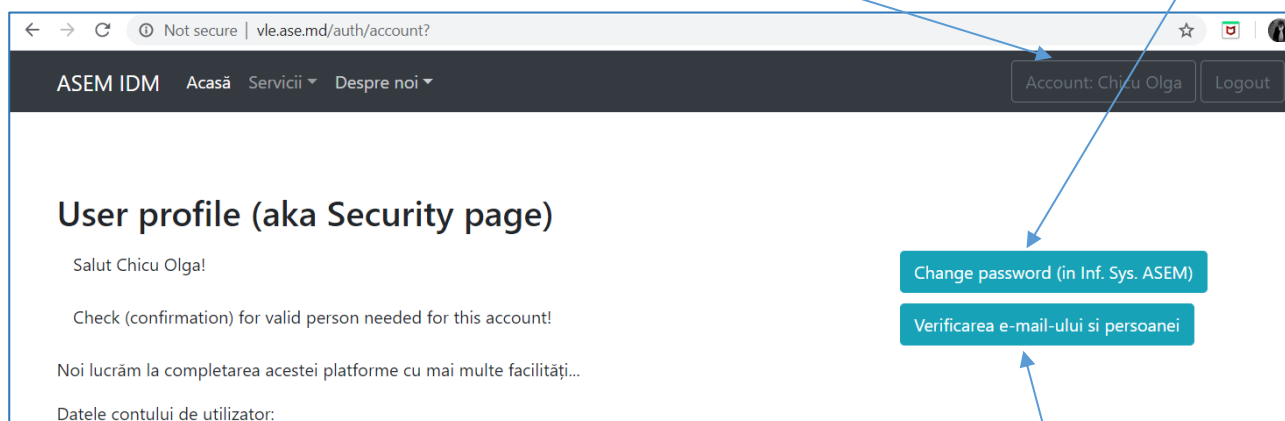 Not secure | vle.ase.md/auth/account?
ASEM IDM Acasă Servicii Despre noi Account: Chicu Olga Logout
User profile (aka Security page)
Salut Chicu Olga!
Change password (in Inf. Sys. ASEM)
Check (confirmation) for valid person needed for this account!
Verificarea e-mail-ului si persoanei
Noi lucrăm la completarea acestei platforme cu mai multe facilități...
Datele contului de utilizator: